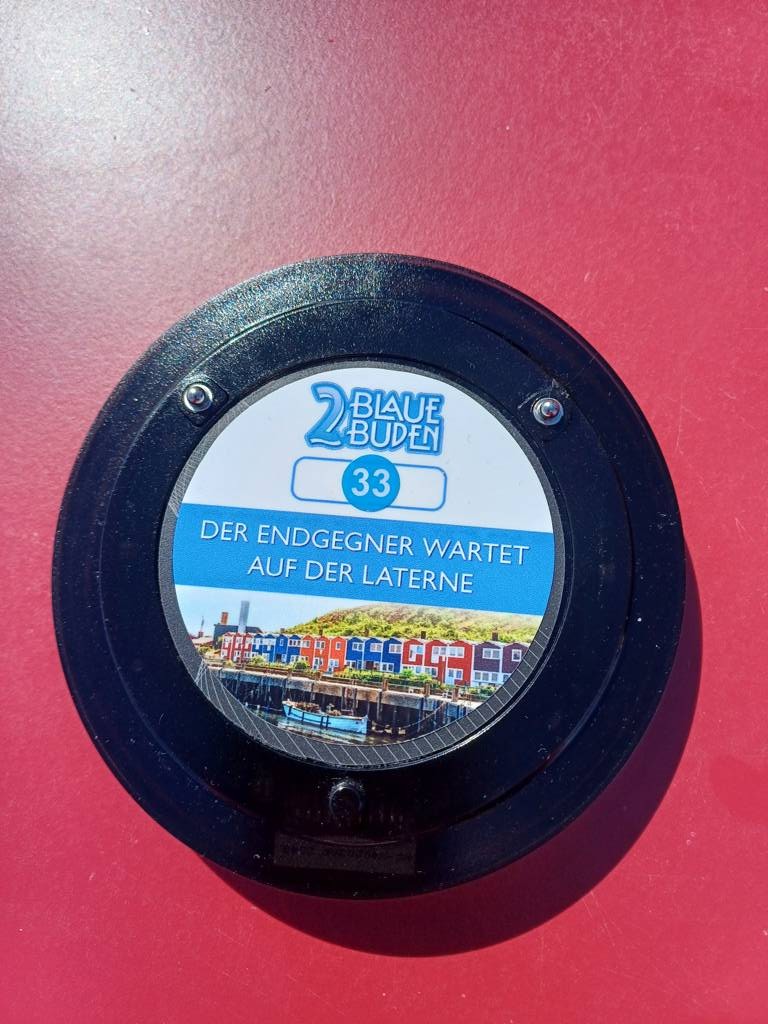 2 BLAUE
BUDEN
33
DER ENDGEGNER WARTET
AUF DER LATERNE